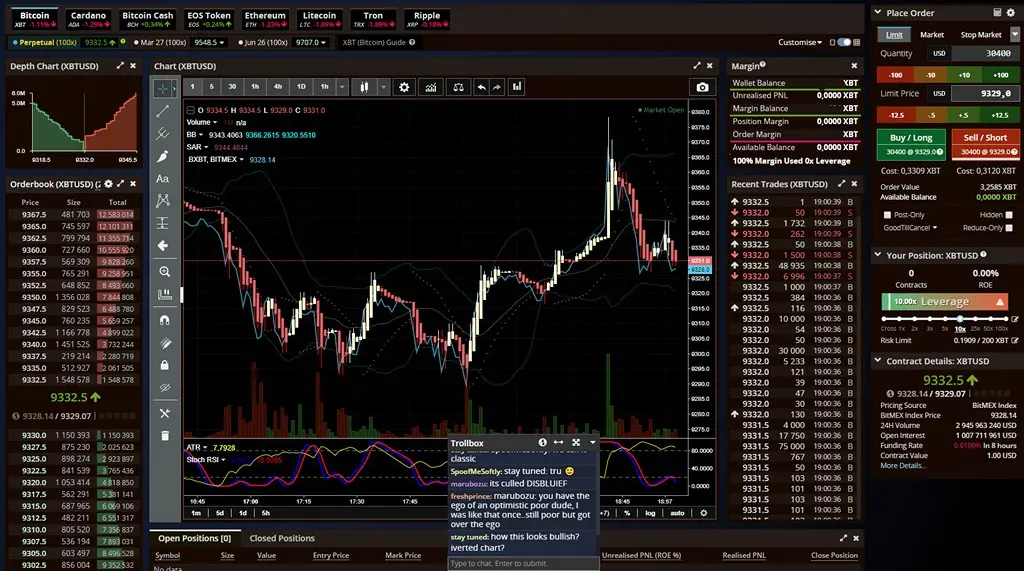 Bitcoin Cardano Bitcoin Cash EOS Token Ethereum Litecoin Tron Ripple
XBT -1.11% ADA -1.29% BCH +0.34% EOS +0.24% ETH -1.23% LTC -1.89% TRX -1.89% XRP -0.18%
Perpetual (100x) 9332.5 Mar 27 (100x) 9548.5 Jun 26 (100x) 9707.0 XBT (Bitcoin) Guide
Customise
Depth Chart (XBTUSD)
6.0M
5.0M
0.0
9318.5 9332.0 9345.5
Orderbook (XBTUSD) (2
Price Size Total
9367.5 481 703 12 583 014
9365.0 745 597 12 101 311
9362.5 799 794 11 355 714
9360.0 727 660 10 555 920
9357.5 569 309 9 828 260
9355.0 765 295 9 258 951
9352.5 648 852 8 493 660
9350.0 1 356 028 7 844 808
9347.5 829 523 6 488 780
9345.0 760 235 5 659 257
9342.5 1 166 778 4 899 022
9340.0 1 451 525 3 732 244
9337.5 219 214 2 280 719
9335.0 512 927 2 061 505
9332.5 1 548 578 1 548 578
9332.5
9328.14 / 9329.07
9330.0 1 150 393 1 150 393
9327.5 875 230 2 025 623
9325.0 898 274 2 923 897
9322.5 841 539 3 765 436
9320.0 1 053 414 4 818 850
9317.5 562 291 5 381 141
9315.0 687 965 6 069 106
9312.5 482 211 6 551 317
9310.0 805 520 7 356 837
9307.5 536 194 7 893 031
9305.0 603 497 8 496 528
9302.5 856 004 9 352 532
Chart (XBTUSD)
1 5 30 1h 4h 1D 1h
O 9334.5 H 9334.5 L 9329.0 C 9331.0
Market Open
Volume n/a
BB 9343.4063 9366.2615 9320.5510
SAR 9344.4844
.BXBT, BITMEX 9328.14
9380.0
9375.0
9370.0
9365.0
9360.0
9355.0
9350.0
9345.0
9340.0
9335.0
9331.0
9328.0
9325.0
9320.0
9315.0
9310.0
9305.0
9300.0
9295.0
9290.0
9285.0
9280.0
9275.0
ATR 7.7928
Stoch RSI
80.0000
40.0000
0.0000
16:45 17:00 17:15 17:30 17:45 18:45 18:57
1m 5d 1d 5h % log auto
Trollbox
classic
SpoofMeSoftly: stay tuned: tru
marubozu: its culled DISBLUIEF
freshprince: marubozu: you have the
ego of an optimistic poor dude, I
was like that once..still poor but got
over the ego
stay tuned: how this looks bullish?
iverted chart?
Type to chat, Enter to submit
Open Positions [0] Closed Positions
Symbol Size Value Entry Price Mark Price Unrealised PNL (ROE %) Realised PNL Close Position
No data
Margin
Wallet Balance XBT
Unrealised PNL 0,0000 XBT
Margin Balance XBT
Position Margin 0,0000 XBT
Order Margin XBT
Available Balance 0,0000 XBT
100% Margin Used 0x Leverage
Recent Trades (XBTUSD)
9332.5 1 19:00:39 B
9332.0 50 19:00:39 S
9332.5 1 732 19:00:39 B
9332.0 262 19:00:39 S
9332.5 50 19:00:38 B
9332.0 1 500 19:00:38 S
9332.5 48 935 19:00:38 B
9332.0 6 996 19:00:37 S
9332.5 1 000 19:00:37 B
9332.5 384 19:00:36 B
9332.5 116 19:00:36 B
9332.0 10 000 19:00:36 B
9332.0 54 19:00:36 B
9332.0 50 19:00:36 B
9332.0 30 000 19:00:36 B
9332.0 5 233 19:00:36 B
9332.0 121 19:00:36 B
9332.0 39 19:00:36 B
9332.0 47 19:00:36 B
9332.0 30 19:00:36 B
9332.0 130 19:00:36 B
9331.5 4 000 19:00:36 B
9331.5 17 750 19:00:36 B
9331.5 75 000 19:00:36 B
9331.5 50 19:00:36 B
9331.5 50 19:00:36 B
9331.5 100 19:00:36 B
Place Order
Limit Market Stop Market
Quantity USD 30400
-100 -10 +10 +100
Limit Price USD 9329,0
-12.5 -.5 +.5 +12.5
Buy / Long Sell / Short
30400 @ 9329.0 30400 @ 9329.0
Cost: 0,3309 XBT Cost: 0,3120 XBT
Order Value 3,2585 XBT
Available Balance 0,0000 XBT
Post-Only Hidden
GoodTillCancel Reduce-Only
Your Position: XBTUSD
0 0.00%
Contracts ROE
10.00x Leverage
Cross 1x 2x 3x 5x 10x 25x 50x 100x
Risk Limit 0.1909 / 200 XBT
Contract Details: XBTUSD
9332.5
9328.14 / 9329.07
Pricing Source BitMEX Index
BitMEX Index Price 9328.14
24H Volume 2 945 963 240 USD
Open Interest 1 007 711 961 USD
Funding Rate 0.0100% In 8 hours
Contract Value 1.00 USD
More Details...